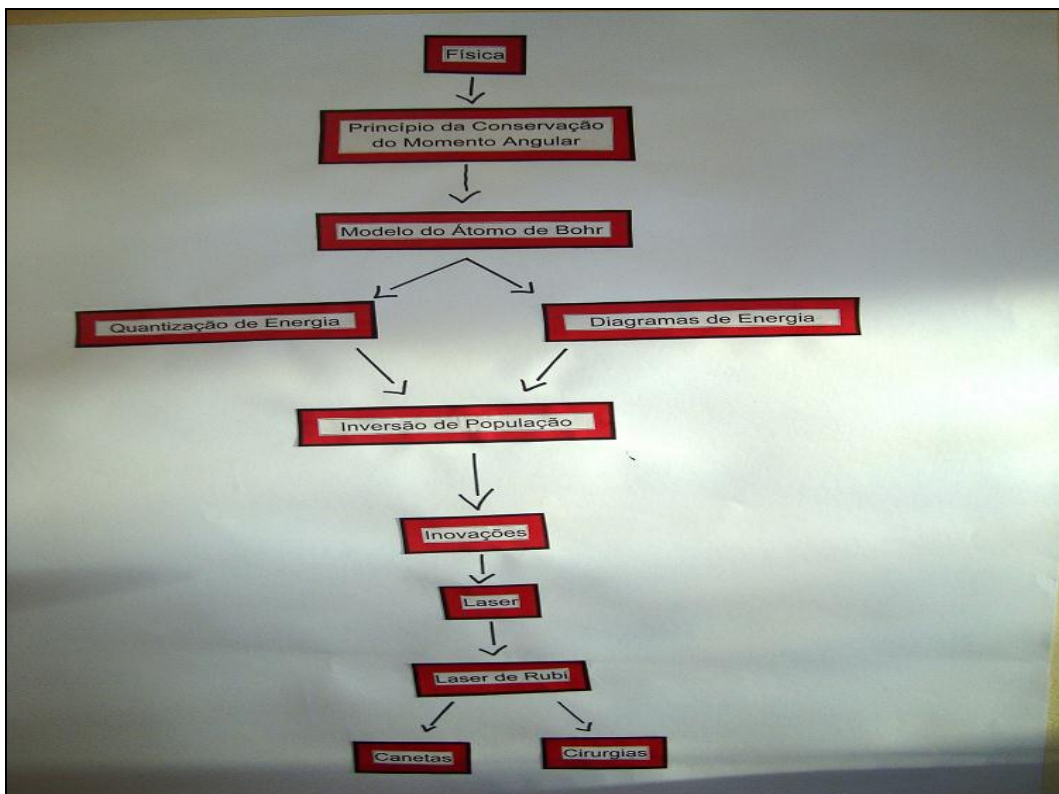 Física
Princípio da Conservação
do Momento Angular
Modelo do Átomo de Bohr
Quantização de Energia
Diagramas de Energia
Inversão de População
Inovações
Laser
Laser de Rubi
Canetas
Cirurgias